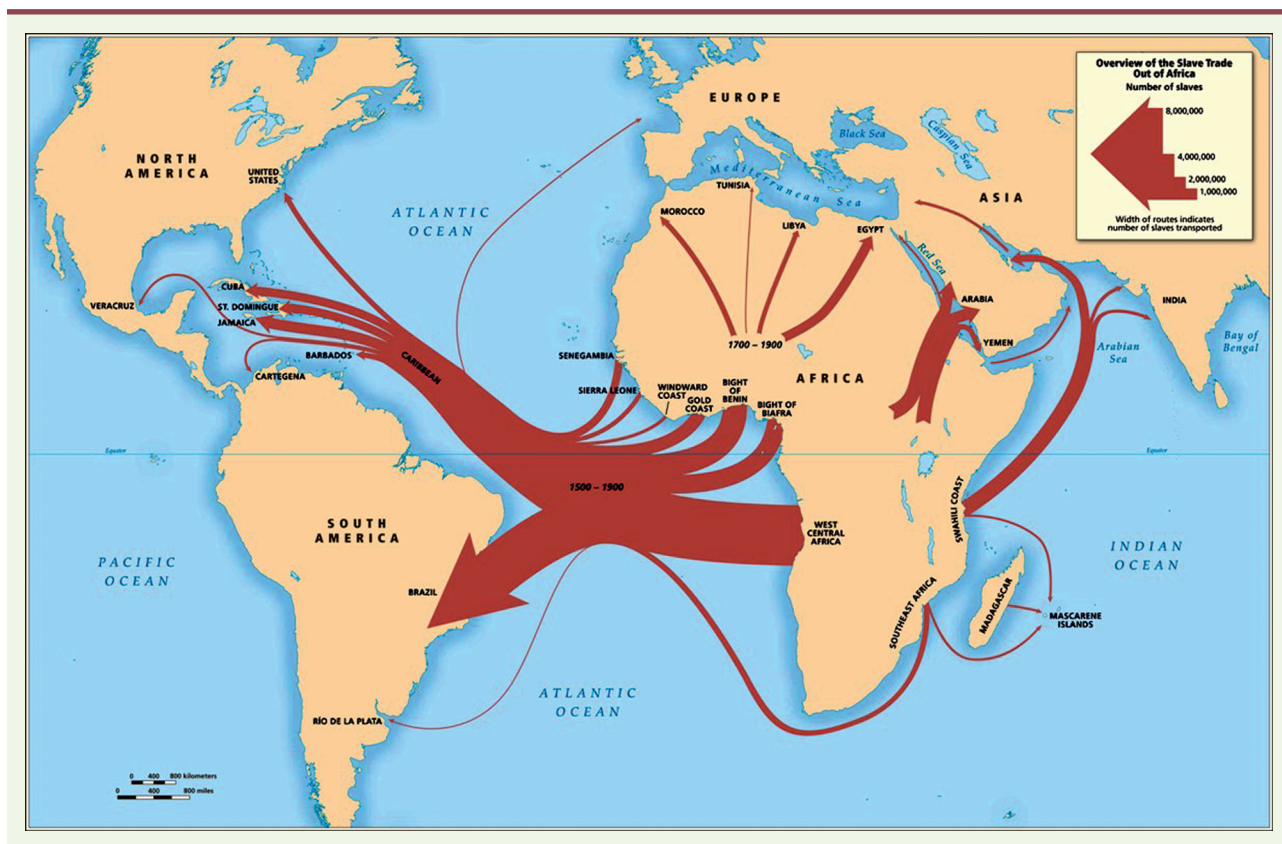 Overview of the Slave Trade
Out of Africa
Number of slaves
8,000,000
4,000,000
2,000,000
1,000,000
Width of routes indicates
number of slaves transported
EUROPE
Black Sea
Caspian Sea
NORTH
AMERICA
UNITED
STATES
Mediterranean Sea
TUNISIA
ASIA
ATLANTIC
OCEAN
MOROCCO
LIBYA
EGYPT
Red Sea
CUBA
VERACRUZ
ST. DOMINGUE
JAMAICA
ARABIA
INDIA
BARBADOS
CARIBBEAN
CARTEGENA
SENEGAMBIA
1700 – 1900
YEMEN
Arabian
Sea
Bay of
Bengal
SIERRA LEONE
WINDWARD
COAST
GOLD
COAST
BIGHT
OF
BENIN
BIGHT OF
BIAFRA
AFRICA
Equator
Equator
1500 – 1900
SOUTH
AMERICA
WEST
CENTRAL
AFRICA
SWAHILI COAST
PACIFIC
OCEAN
INDIAN
OCEAN
BRAZIL
SOUTHEAST AFRICA
MADAGASCAR
MASCARENE
ISLANDS
ATLANTIC
OCEAN
RÍO DE LA PLATA
0 400 800 kilometers
0 400 800 miles